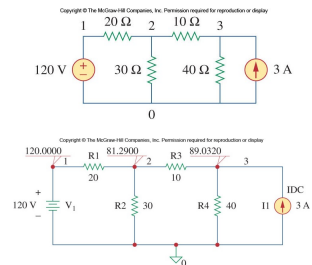 Copyright © The McGraw-Hill Companies, Inc. Permission required for reproduction or display
1 20 Ω 2 10 Ω 3
120 V + − 30 Ω 40 Ω 3 A
0
Copyright © The McGraw-Hill Companies, Inc. Permission required for reproduction or display
120.0000 81.2900 89.0320
1 R1 2 R3 3
20 10
IDC
+
120 V V1 R2 30 R4 40 I1 3 A
−
0